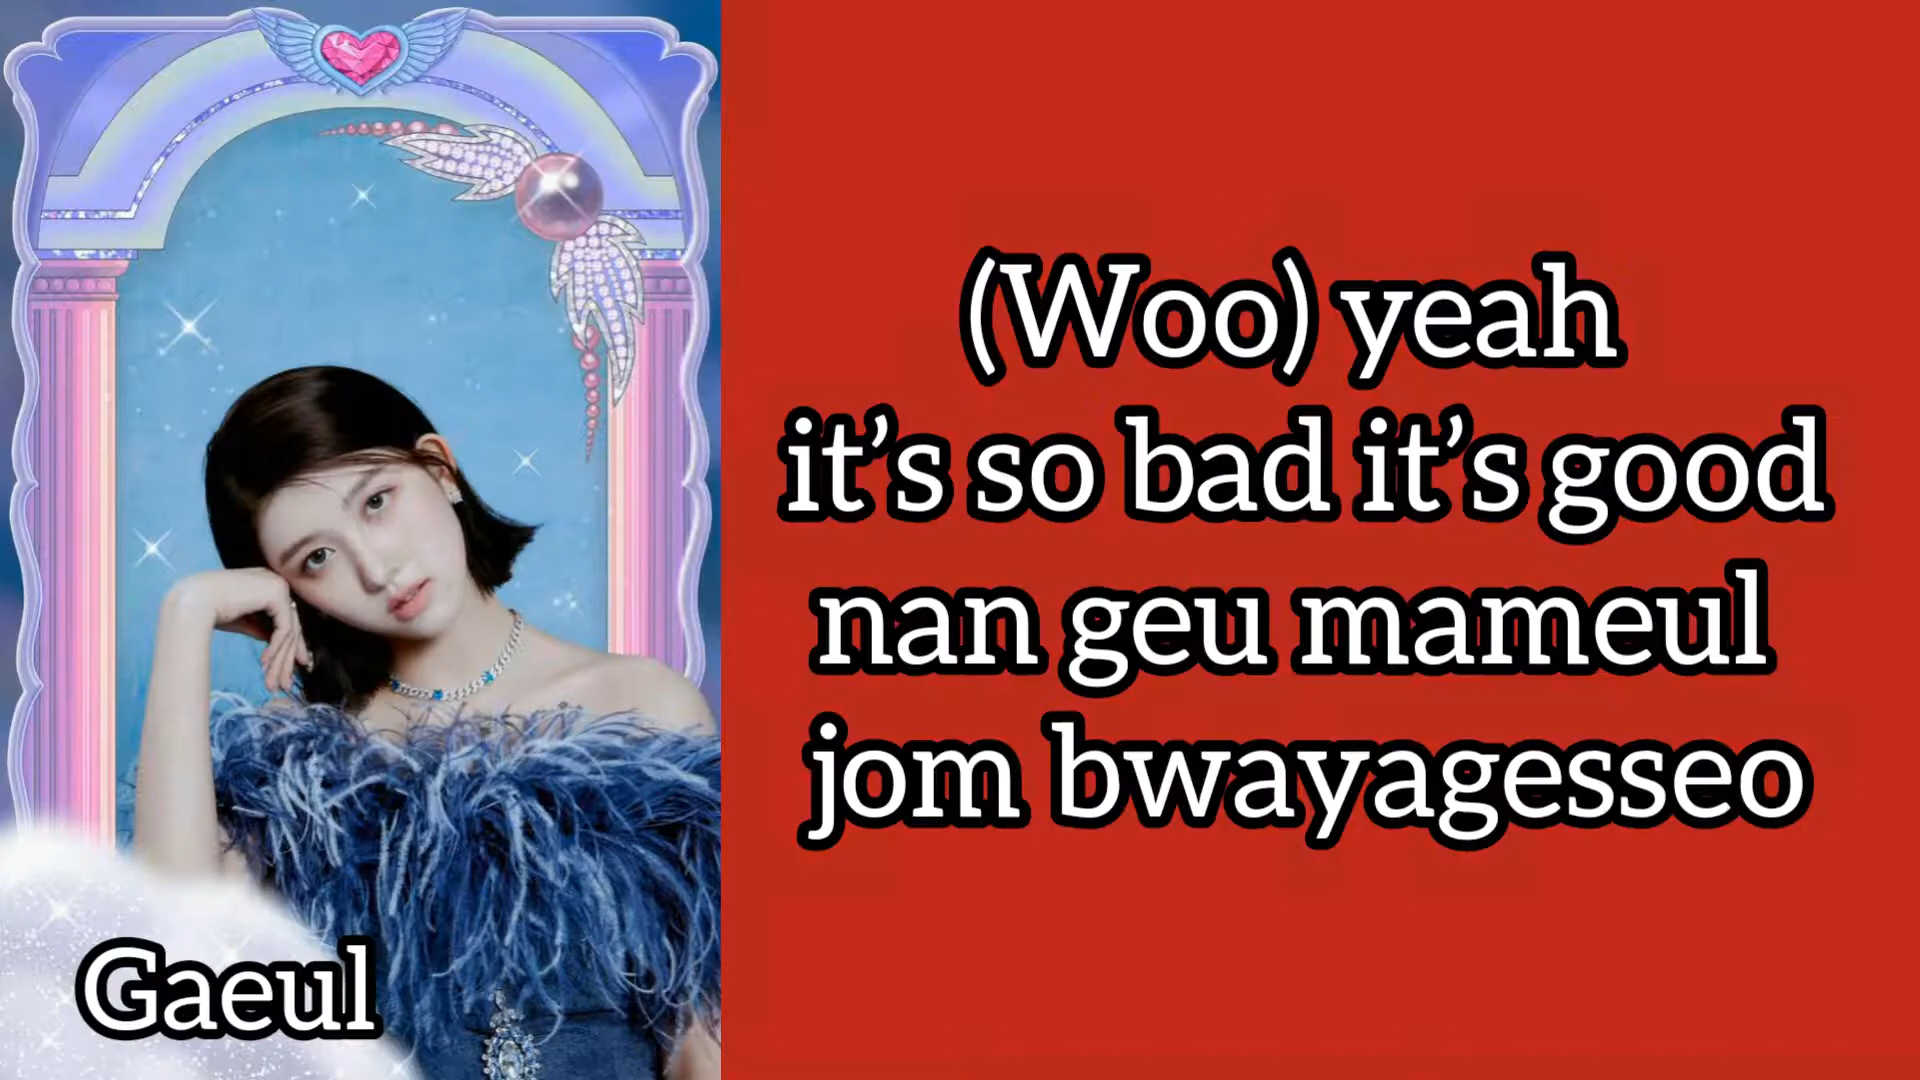 (Woo) yeah
it’s so bad it’s good
nan geu mameul
jom bwayagesseo
Gaeul